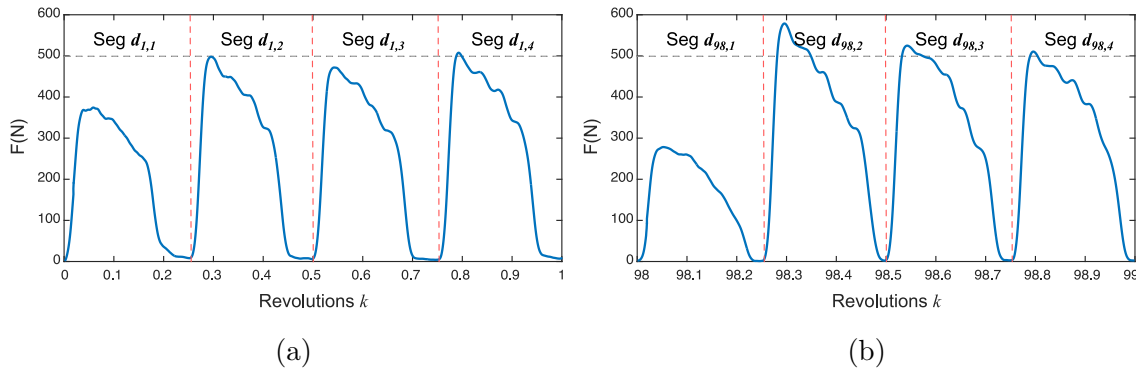 600
500
400
300
200
100
0
F(N)
Seg d1,1
Seg d1,2
Seg d1,3
Seg d1,4
0 0.1 0.2 0.3 0.4 0.5 0.6 0.7 0.8 0.9 1
Revolutions k
(a)
600
500
400
300
200
100
0
F(N)
Seg d98,1
Seg d98,2
Seg d98,3
Seg d98,4
98 98.1 98.2 98.3 98.4 98.5 98.6 98.7 98.8 98.9 99
Revolutions k
(b)